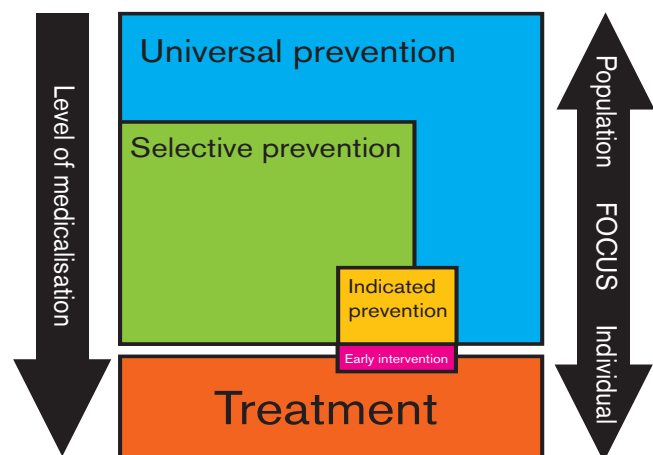 Universal prevention
Selective prevention
Indicated
prevention
Early intervention
Treatment
Level of medicalisation
Population FOCUS Individual